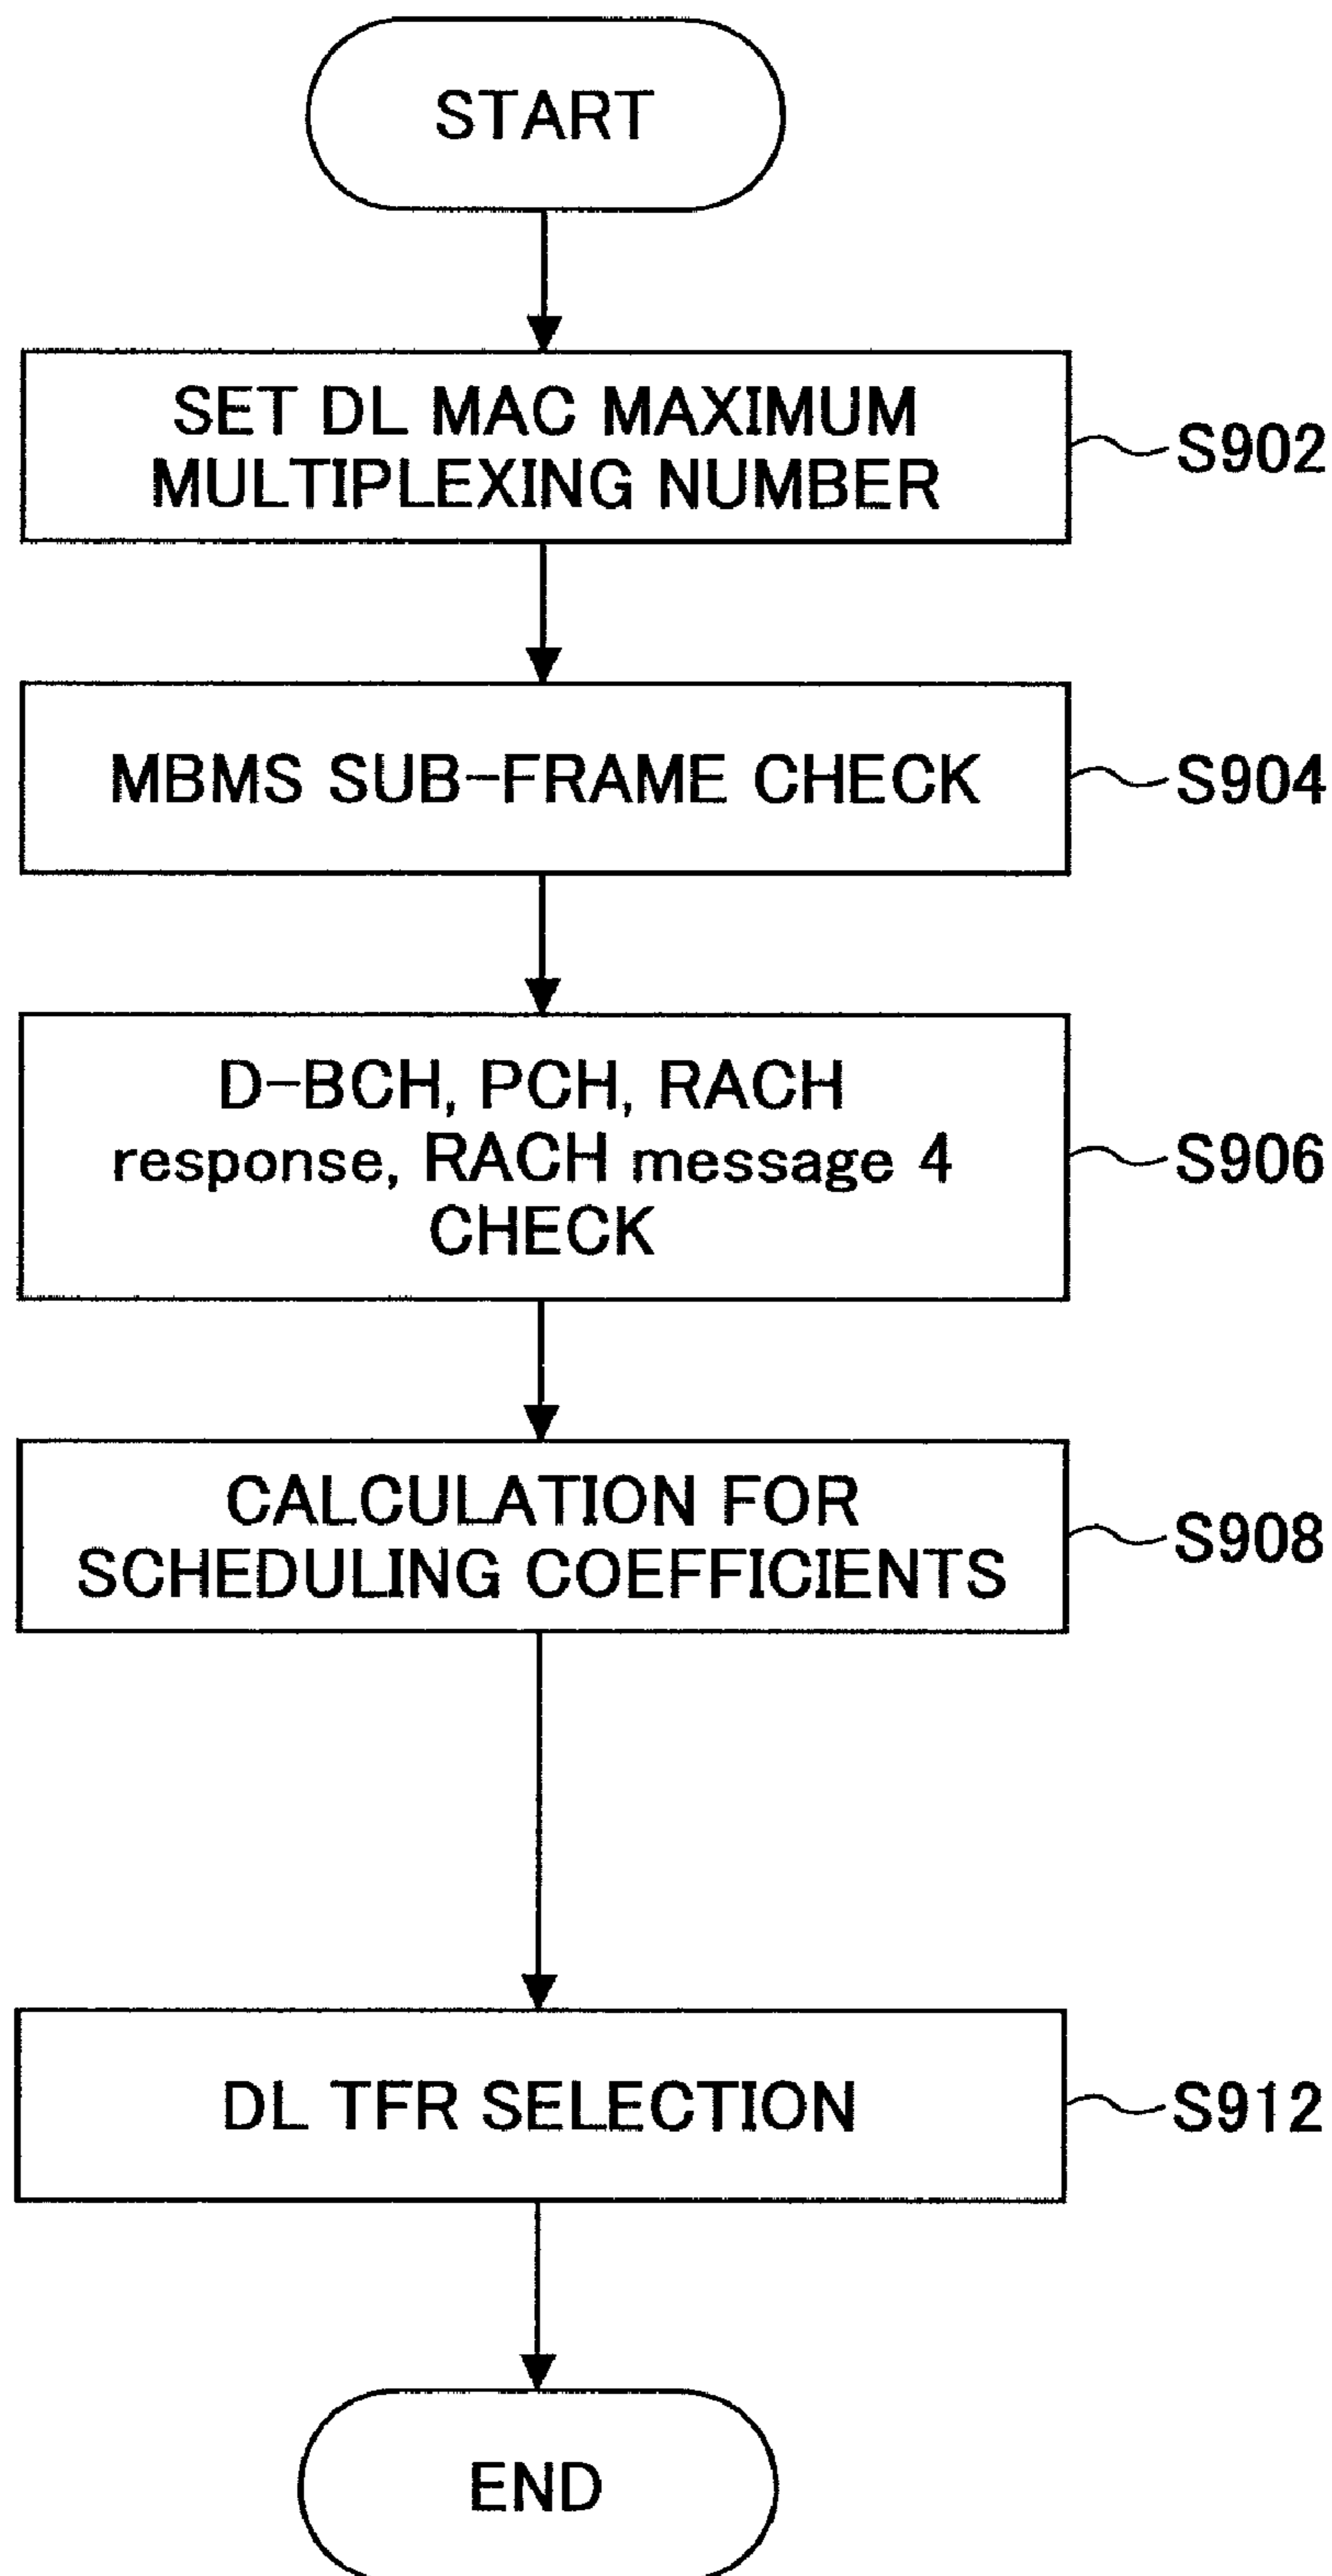 START
SET DL MAC MAXIMUM
MULTIPLEXING NUMBER
S902
MBMS SUB-FRAME CHECK
S904
D-BCH, PCH, RACH
response, RACH message 4
CHECK
S906
CALCULATION FOR
SCHEDULING COEFFICIENTS
S908
DL TFR SELECTION
S912
END